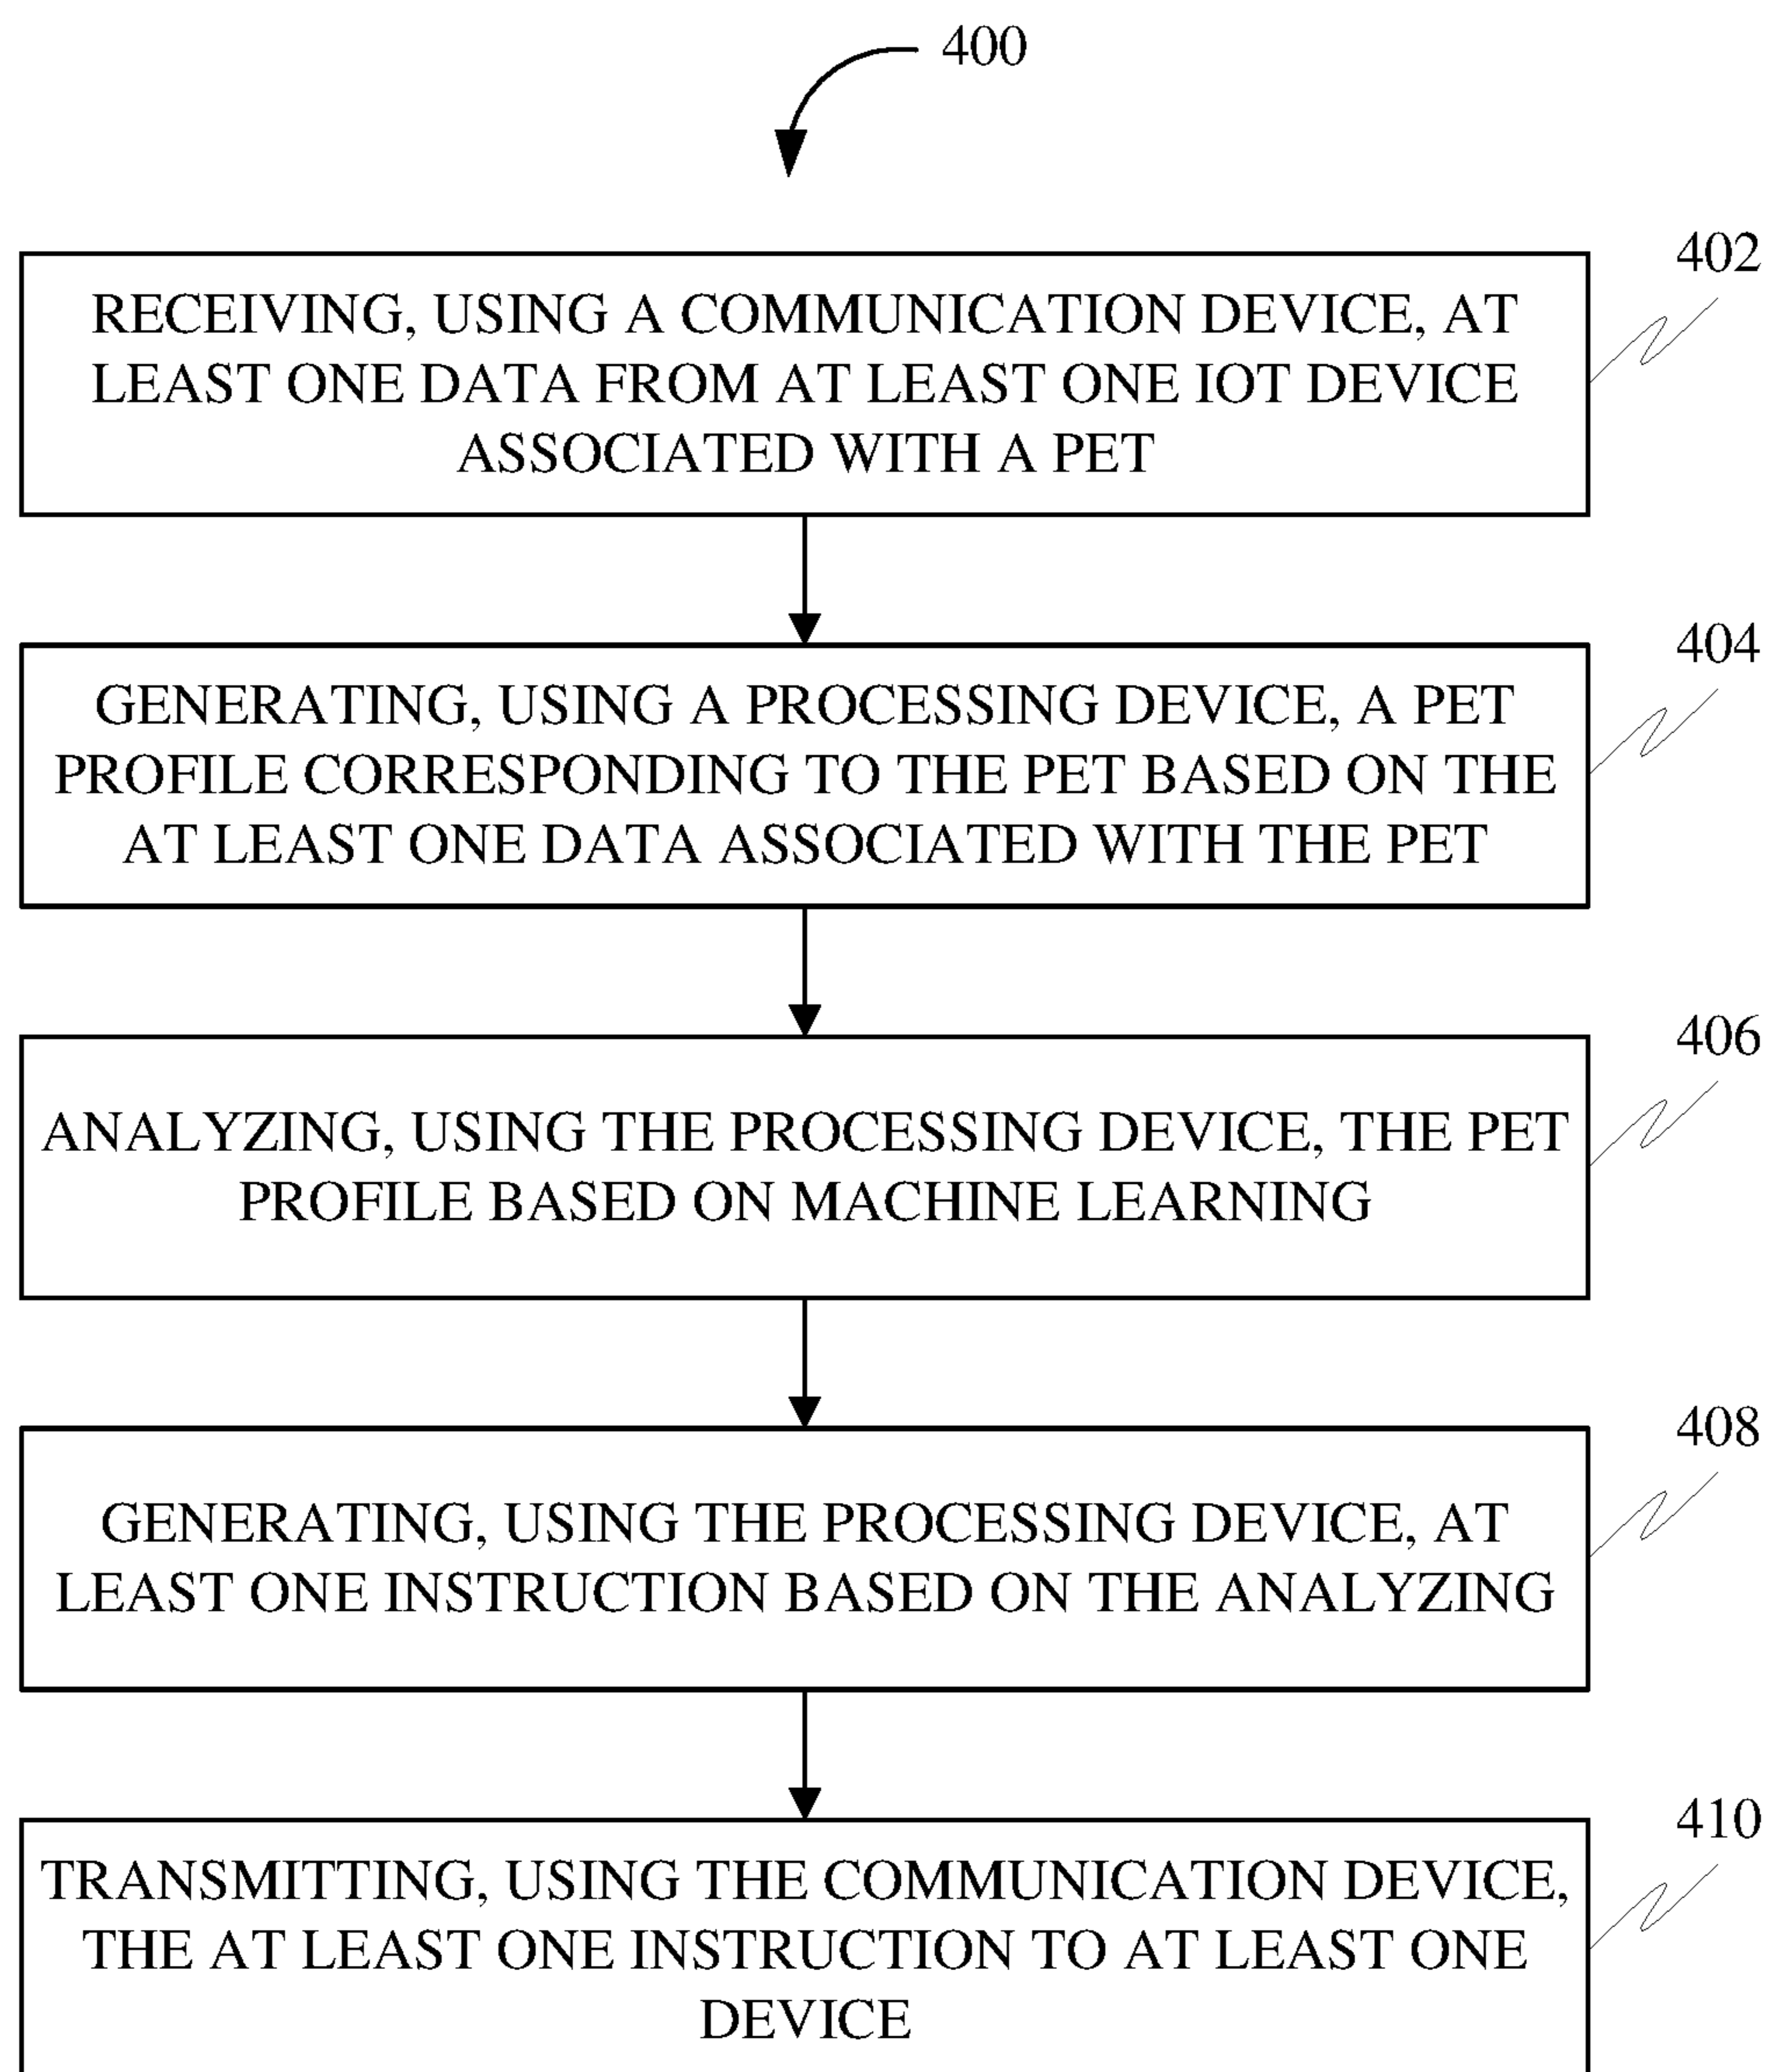 400
402
RECEIVING, USING A COMMUNICATION DEVICE, AT
LEAST ONE DATA FROM AT LEAST ONE IOT DEVICE
ASSOCIATED WITH A PET
404
GENERATING, USING A PROCESSING DEVICE, A PET
PROFILE CORRESPONDING TO THE PET BASED ON THE
AT LEAST ONE DATA ASSOCIATED WITH THE PET
406
ANALYZING, USING THE PROCESSING DEVICE, THE PET
PROFILE BASED ON MACHINE LEARNING
408
GENERATING, USING THE PROCESSING DEVICE, AT
LEAST ONE INSTRUCTION BASED ON THE ANALYZING
410
TRANSMITTING, USING THE COMMUNICATION DEVICE,
THE AT LEAST ONE INSTRUCTION TO AT LEAST ONE
DEVICE